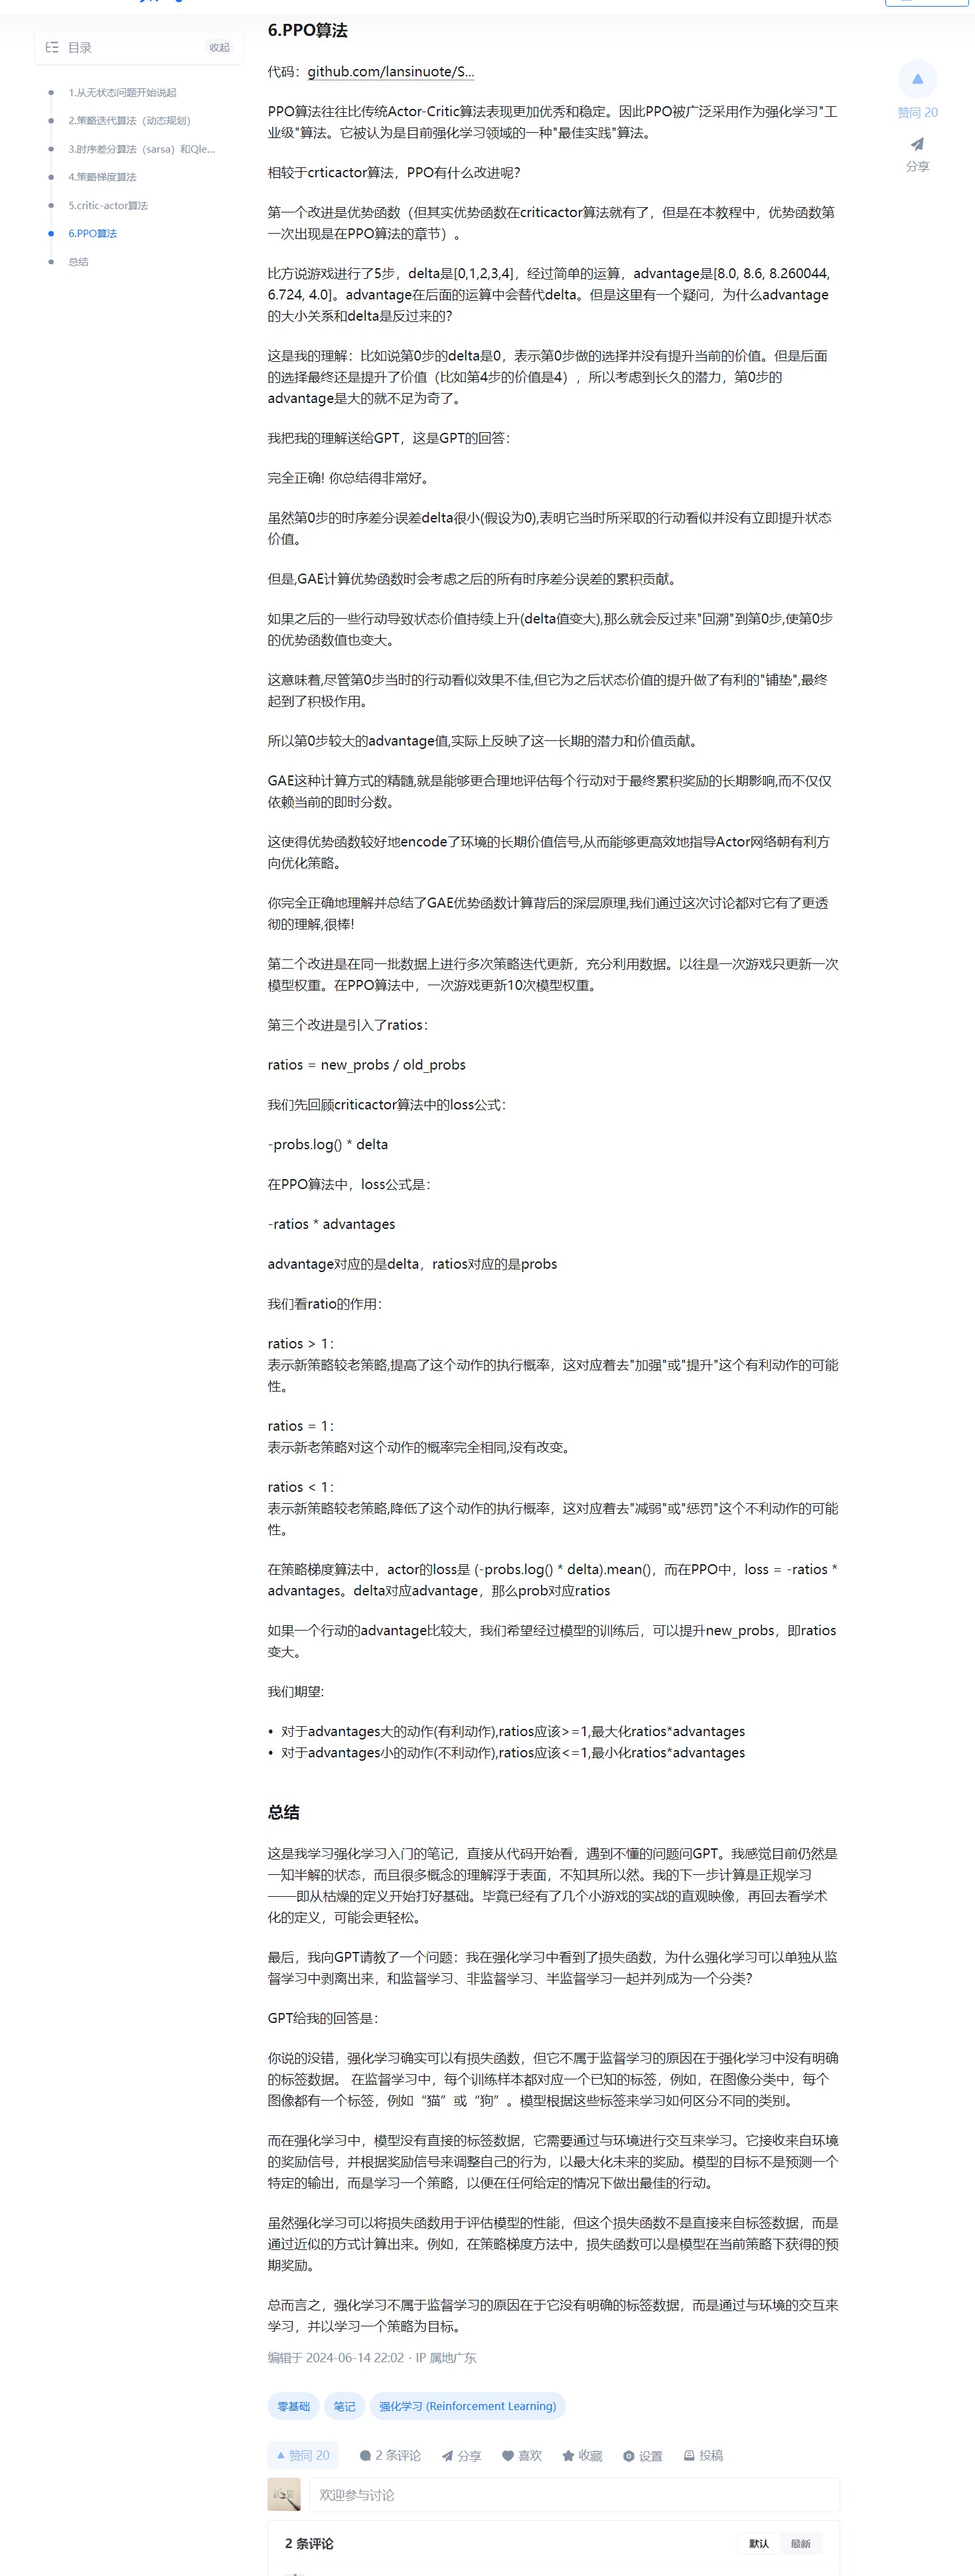 6.PPO算法
目录
收起
1.从无状态问题开始说起
2.策略迭代算法（动态规划）
3.时序差分算法（sarsa）和Qle...
4.策略梯度算法
5.critic-actor算法
6.PPO算法
总结
赞同 20
分享
代码：github.com/lansinuote/S...
PPO算法往往比传统Actor-Critic算法表现更加优秀和稳定。因此PPO被广泛采用作为强化学习"工
业级"算法。它被认为是目前强化学习领域的一种"最佳实践"算法。
相较于crticactor算法，PPO有什么改进呢？
第一个改进是优势函数（但其实优势函数在criticactor算法就有了，但是在本教程中，优势函数第
一次出现是在PPO算法的章节）。
比方说游戏进行了5步，delta是[0,1,2,3,4]，经过简单的运算，advantage是[8.0, 8.6, 8.260044,
6.724, 4.0]。advantage在后面的运算中会替代delta。但是这里有一个疑问，为什么advantage
的大小关系和delta是反过来的？
这是我的理解：比如说第0步的delta是0，表示第0步做的选择并没有提升当前的价值。但是后面
的选择最终还是提升了价值（比如第4步的价值是4），所以考虑到长久的潜力，第0步的
advantage是大的就不足为奇了。
我把我的理解送给GPT，这是GPT的回答：
完全正确! 你总结得非常好。
虽然第0步的时序差分误差delta很小(假设为0),表明它当时所采取的行动看似并没有立即提升状态
价值。
但是,GAE计算优势函数时会考虑之后的所有时序差分误差的累积贡献。
如果之后的一些行动导致状态价值持续上升(delta值变大),那么就会反过来"回溯"到第0步,使第0步
的优势函数值也变大。
这意味着,尽管第0步当时的行动看似效果不佳,但它为之后状态价值的提升做了有利的"铺垫",最终
起到了积极作用。
所以第0步较大的advantage值,实际上反映了这一长期的潜力和价值贡献。
GAE这种计算方式的精髓,就是能够更合理地评估每个行动对于最终累积奖励的长期影响,而不仅仅
依赖当前的即时分数。
这使得优势函数较好地encode了环境的长期价值信号,从而能够更高效地指导Actor网络朝有利方
向优化策略。
你完全正确地理解并总结了GAE优势函数计算背后的深层原理,我们通过这次讨论都对它有了更透
彻的理解,很棒!
第二个改进是在同一批数据上进行多次策略迭代更新，充分利用数据。以往是一次游戏只更新一次
模型权重。在PPO算法中，一次游戏更新10次模型权重。
第三个改进是引入了ratios：
ratios = new_probs / old_probs
我们先回顾criticactor算法中的loss公式：
-probs.log() * delta
在PPO算法中，loss公式是：
-ratios * advantages
advantage对应的是delta，ratios对应的是probs
我们看ratio的作用：
ratios > 1：
表示新策略较老策略,提高了这个动作的执行概率，这对应着去"加强"或"提升"这个有利动作的可能
性。
ratios = 1：
表示新老策略对这个动作的概率完全相同,没有改变。
ratios < 1：
表示新策略较老策略,降低了这个动作的执行概率，这对应着去"减弱"或"惩罚"这个不利动作的可能
性。
在策略梯度算法中，actor的loss是 (-probs.log() * delta).mean()，而在PPO中，loss = -ratios *
advantages。delta对应advantage，那么prob对应ratios
如果一个行动的advantage比较大，我们希望经过模型的训练后，可以提升new_probs，即ratios
变大。
我们期望:
• 对于advantages大的动作(有利动作),ratios应该>=1,最大化ratios*advantages
• 对于advantages小的动作(不利动作),ratios应该<=1,最小化ratios*advantages
总结
这是我学习强化学习入门的笔记，直接从代码开始看，遇到不懂的问题问GPT。我感觉目前仍然是
一知半解的状态，而且很多概念的理解浮于表面，不知其所以然。我的下一步计算是正规学习
——即从枯燥的定义开始打好基础。毕竟已经有了几个小游戏的实战的直观映像，再回去看学术
化的定义，可能会更轻松。
最后，我向GPT请教了一个问题：我在强化学习中看到了损失函数，为什么强化学习可以单独从监
督学习中剥离出来，和监督学习、非监督学习、半监督学习一起并列成为一个分类？
GPT给我的回答是：
你说的没错，强化学习确实可以有损失函数，但它不属于监督学习的原因在于强化学习中没有明确
的标签数据。 在监督学习中，每个训练样本都对应一个已知的标签，例如，在图像分类中，每个
图像都有一个标签，例如“猫”或“狗”。模型根据这些标签来学习如何区分不同的类别。
而在强化学习中，模型没有直接的标签数据，它需要通过与环境进行交互来学习。它接收来自环境
的奖励信号，并根据奖励信号来调整自己的行为，以最大化未来的奖励。模型的目标不是预测一个
特定的输出，而是学习一个策略，以便在任何给定的情况下做出最佳的行动。
虽然强化学习可以将损失函数用于评估模型的性能，但这个损失函数不是直接来自标签数据，而是
通过近似的方式计算出来。例如，在策略梯度方法中，损失函数可以是模型在当前策略下获得的预
期奖励。
总而言之，强化学习不属于监督学习的原因在于它没有明确的标签数据，而是通过与环境的交互来
学习，并以学习一个策略为目标。
编辑于 2024-06-14 22:02・IP 属地广东
零基础 笔记 强化学习 (Reinforcement Learning)
赞同 20 2 条评论 分享 喜欢 收藏 设置 投稿
欢迎参与讨论
2 条评论 默认 最新